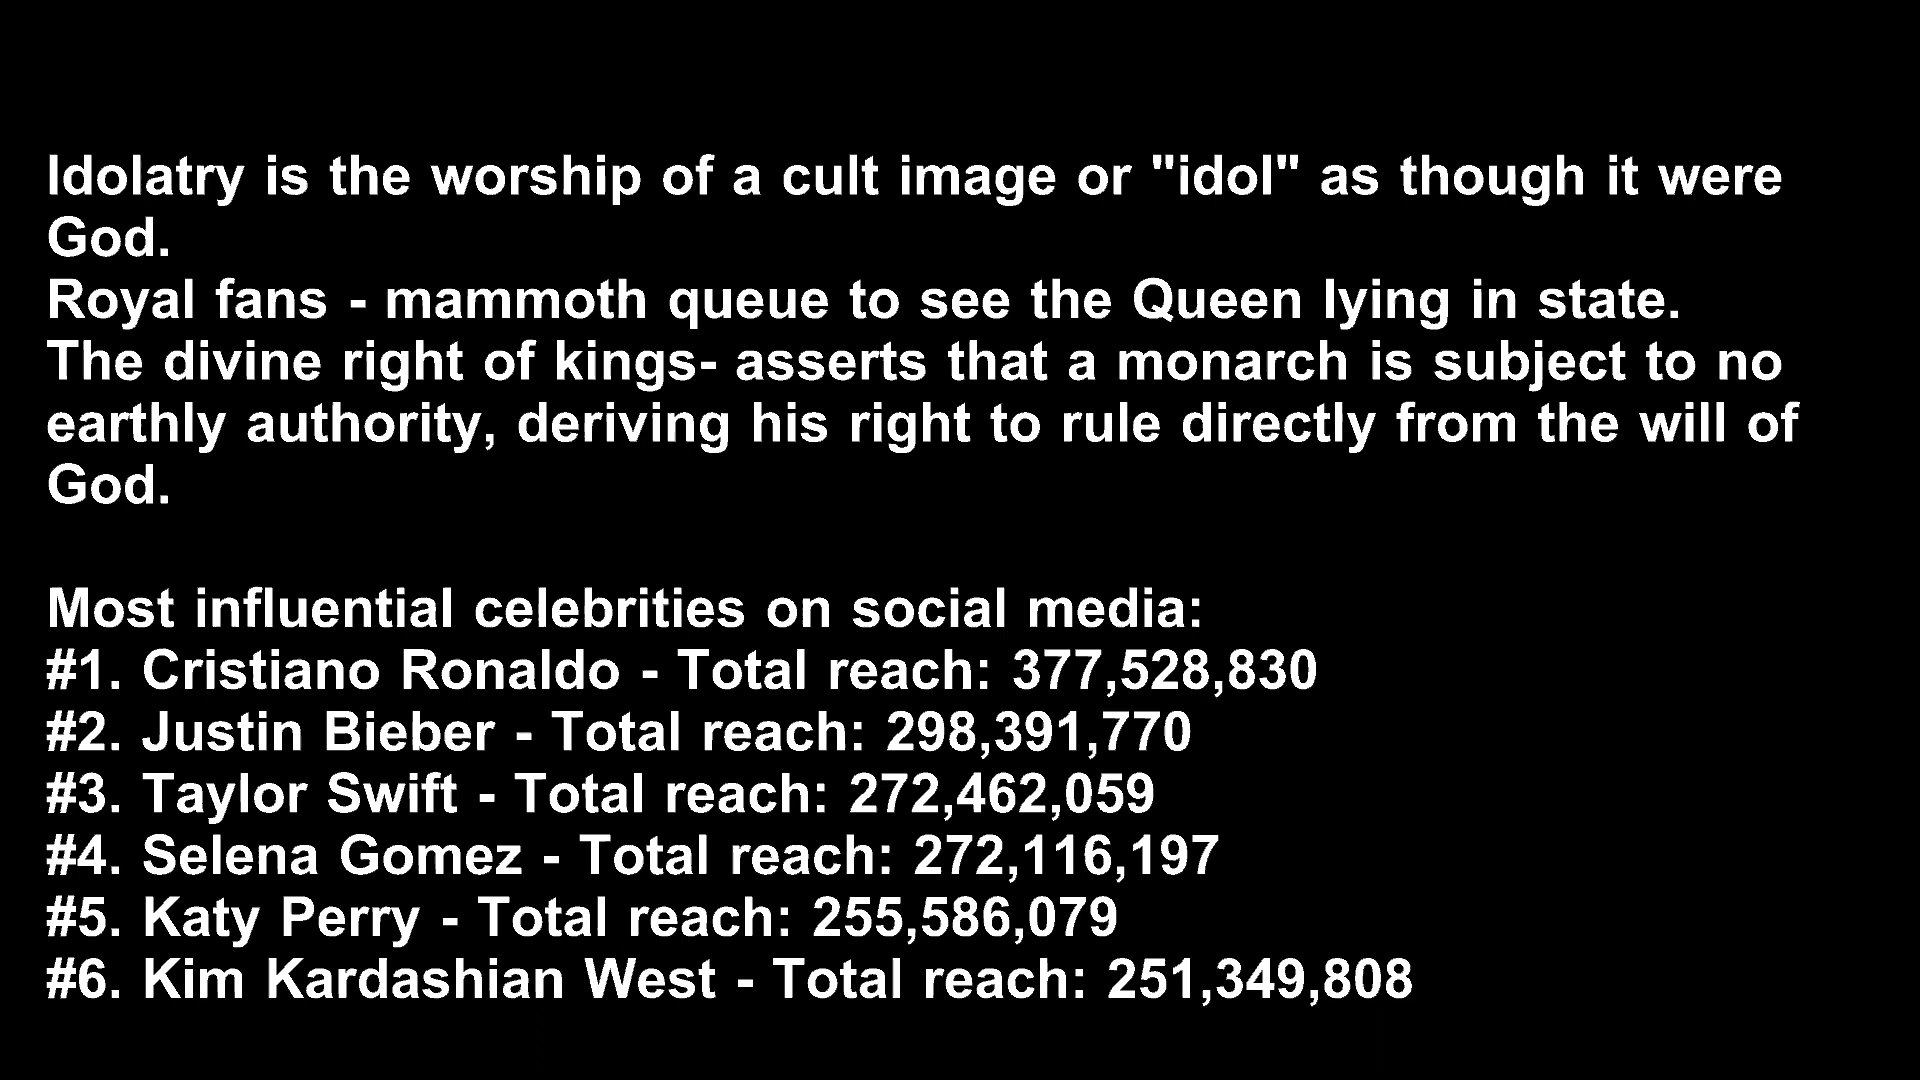 Idolatry is the worship of a cult image or "idol" as though it were
God.
Royal fans - mammoth queue to see the Queen lying in state.
The divine right of kings- asserts that a monarch is subject to no
earthly authority, deriving his right to rule directly from the will of
God.
Most influential celebrities on social media:
#1. Cristiano Ronaldo - Total reach: 377,528,830
#2. Justin Bieber - Total reach: 298,391,770
#3. Taylor Swift - Total reach: 272,462,059
#4. Selena Gomez - Total reach: 272,116,197
#5. Katy Perry - Total reach: 255,586,079
#6. Kim Kardashian West - Total reach: 251,349,808